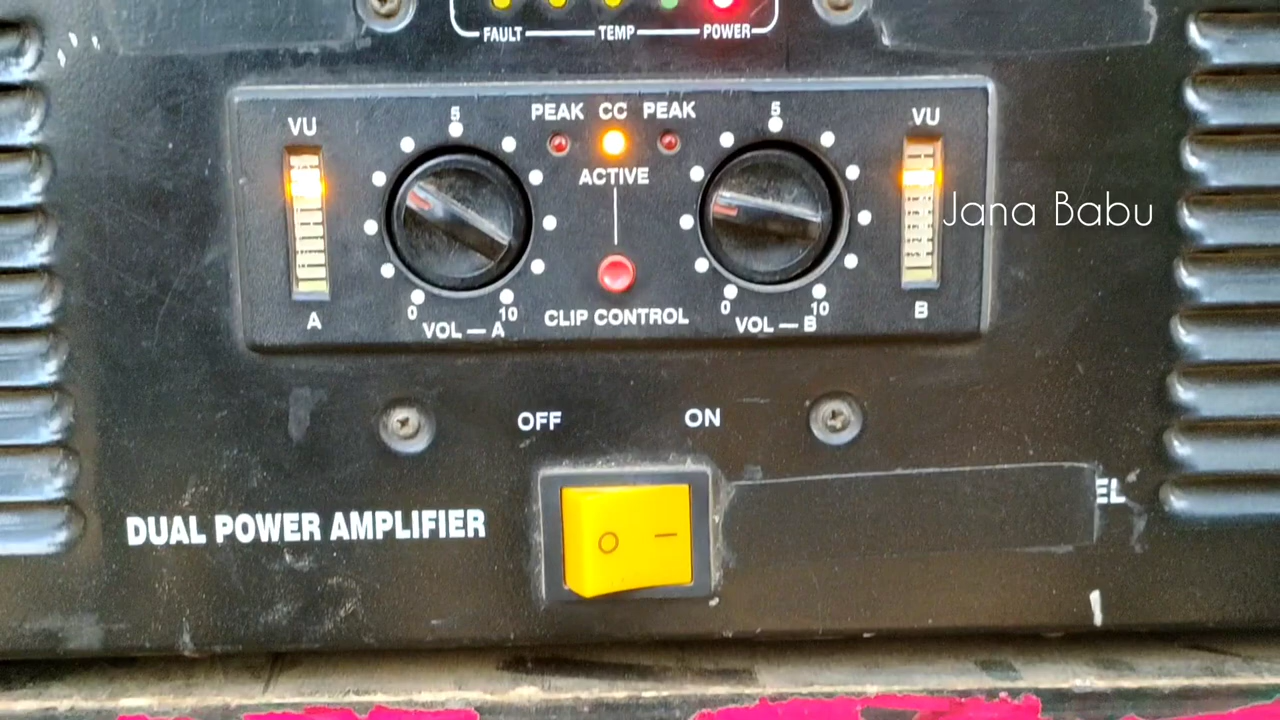 FAULT TEMP POWER
PEAK CC PEAK
VU 5 5 VU
ACTIVE
Jana Babu
0 10 0 10
A VOL — A CLIP CONTROL VOL — B B
OFF ON
O —
DUAL POWER AMPLIFIER EL